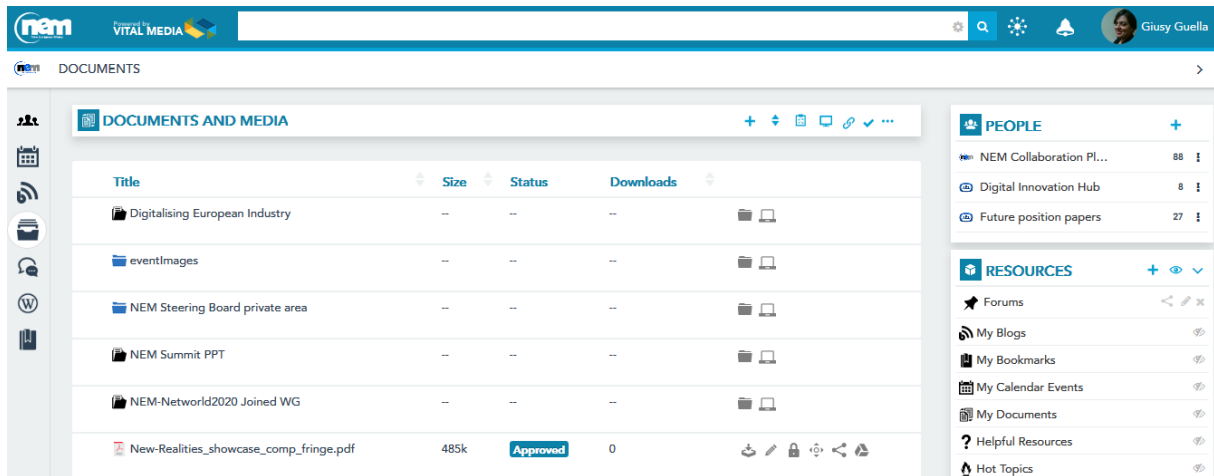 nem
Powered by
VITAL MEDIA
Giusy Guella
nem
DOCUMENTS
DOCUMENTS AND MEDIA
Title Size Status Downloads
Digitalising European Industry -- -- --
eventImages -- -- --
NEM Steering Board private area -- -- --
NEM Summit PPT -- -- --
NEM-Networld2020 Joined WG -- -- --
New-Realities_showcase_comp_fringe.pdf 485k Approved 0
PEOPLE
NEM Collaboration Pl... 88
Digital Innovation Hub 8
Future position papers 27
RESOURCES
Forums
My Blogs
My Bookmarks
My Calendar Events
My Documents
Helpful Resources
Hot Topics